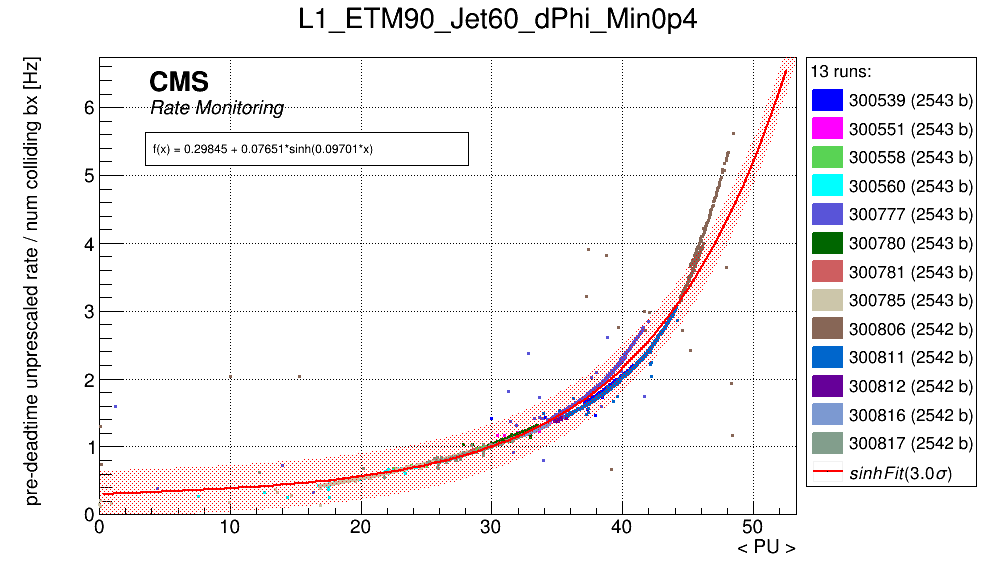 L1_ETM90_Jet60_dPhi_Min0p4
pre-deadtime unprescaled rate / num colliding bx [Hz]
CMS
Rate Monitoring
f(x) = 0.29845 + 0.07651*sinh(0.09701*x)
6
5
4
3
2
1
0
0 10 20 30 40 50
< PU >
13 runs:
300539 (2543 b)
300551 (2543 b)
300558 (2543 b)
300560 (2543 b)
300777 (2543 b)
300780 (2543 b)
300781 (2543 b)
300785 (2543 b)
300806 (2542 b)
300811 (2542 b)
300812 (2542 b)
300816 (2542 b)
300817 (2542 b)
sinhFit(3.0σ)